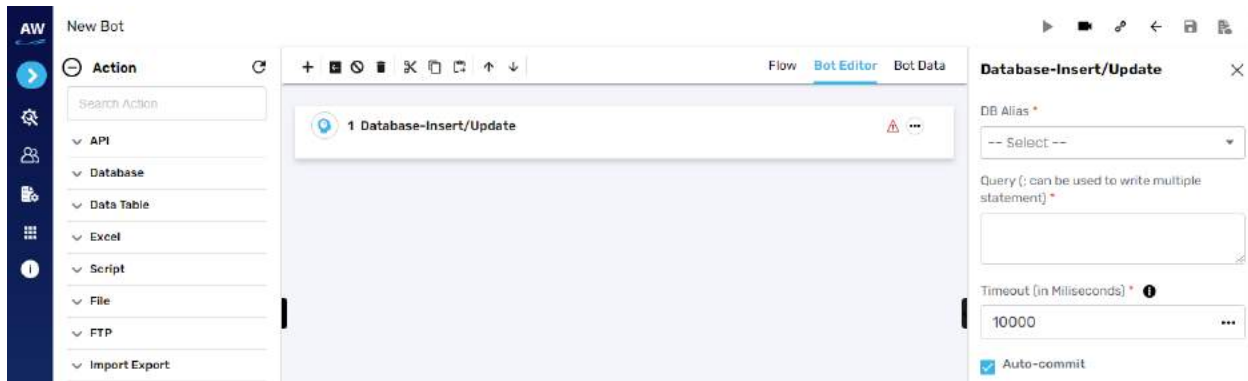 AW
New Bot
Action
Search Action
API
Database
Data Table
Excel
Script
File
FTP
Import Export
Flow Bot Editor Bot Data
1 Database-Insert/Update
Database-Insert/Update
DB Alias *
-- Select --
Query (; can be used to write multiple
statement) *
Timeout (in Miliseconds) *
10000
Auto-commit